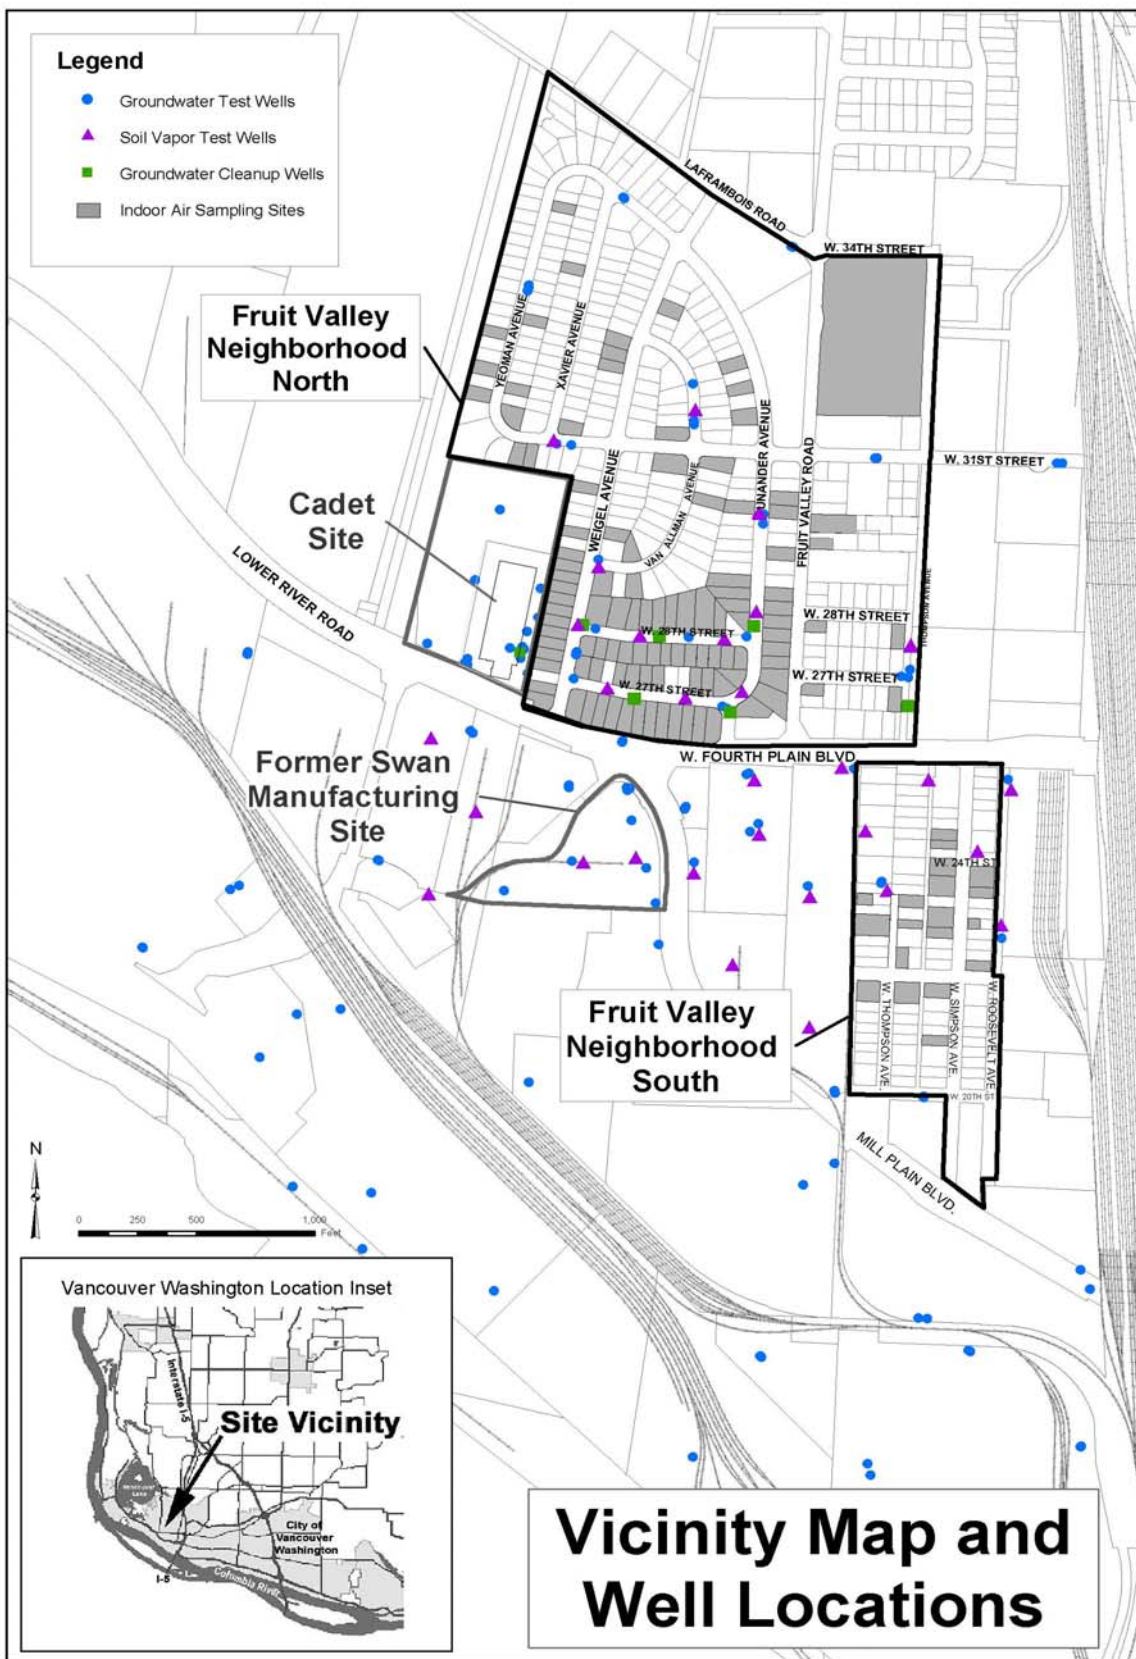 Legend
Groundwater Test Wells
Soil Vapor Test Wells
Groundwater Cleanup Wells
Indoor Air Sampling Sites
LAFRAMBOIS ROAD
W. 34TH STREET
Fruit Valley
Neighborhood
North
YEOMAN AVENUE
XAVIER AVENUE
UNANDER AVENUE
FRUIT VALLEY ROAD
W. 31ST STREET
WEIGEL AVENUE
VAN ALLMAN AVENUE
Cadet
Site
LOWER RIVER ROAD
THOMPSON AVENUE
W. 28TH STREET
W. 28TH STREET
W. 27TH STREET
W. 27TH STREET
W. FOURTH PLAIN BLVD
Former Swan
Manufacturing
Site
W. 24TH ST
Fruit Valley
Neighborhood
South
W. THOMPSON AVE.
W. SIMPSON AVE.
W. ROOSEVELT AVE
W. 20TH ST
MILL PLAIN BLVD.
N
0 250 500 1,000
Feet
Vancouver Washington Location Inset
Interstate I-5
Site Vicinity
Vancouver
Lake
City of
Vancouver
Washington
I-5
Columbia River
Vicinity Map and
Well Locations